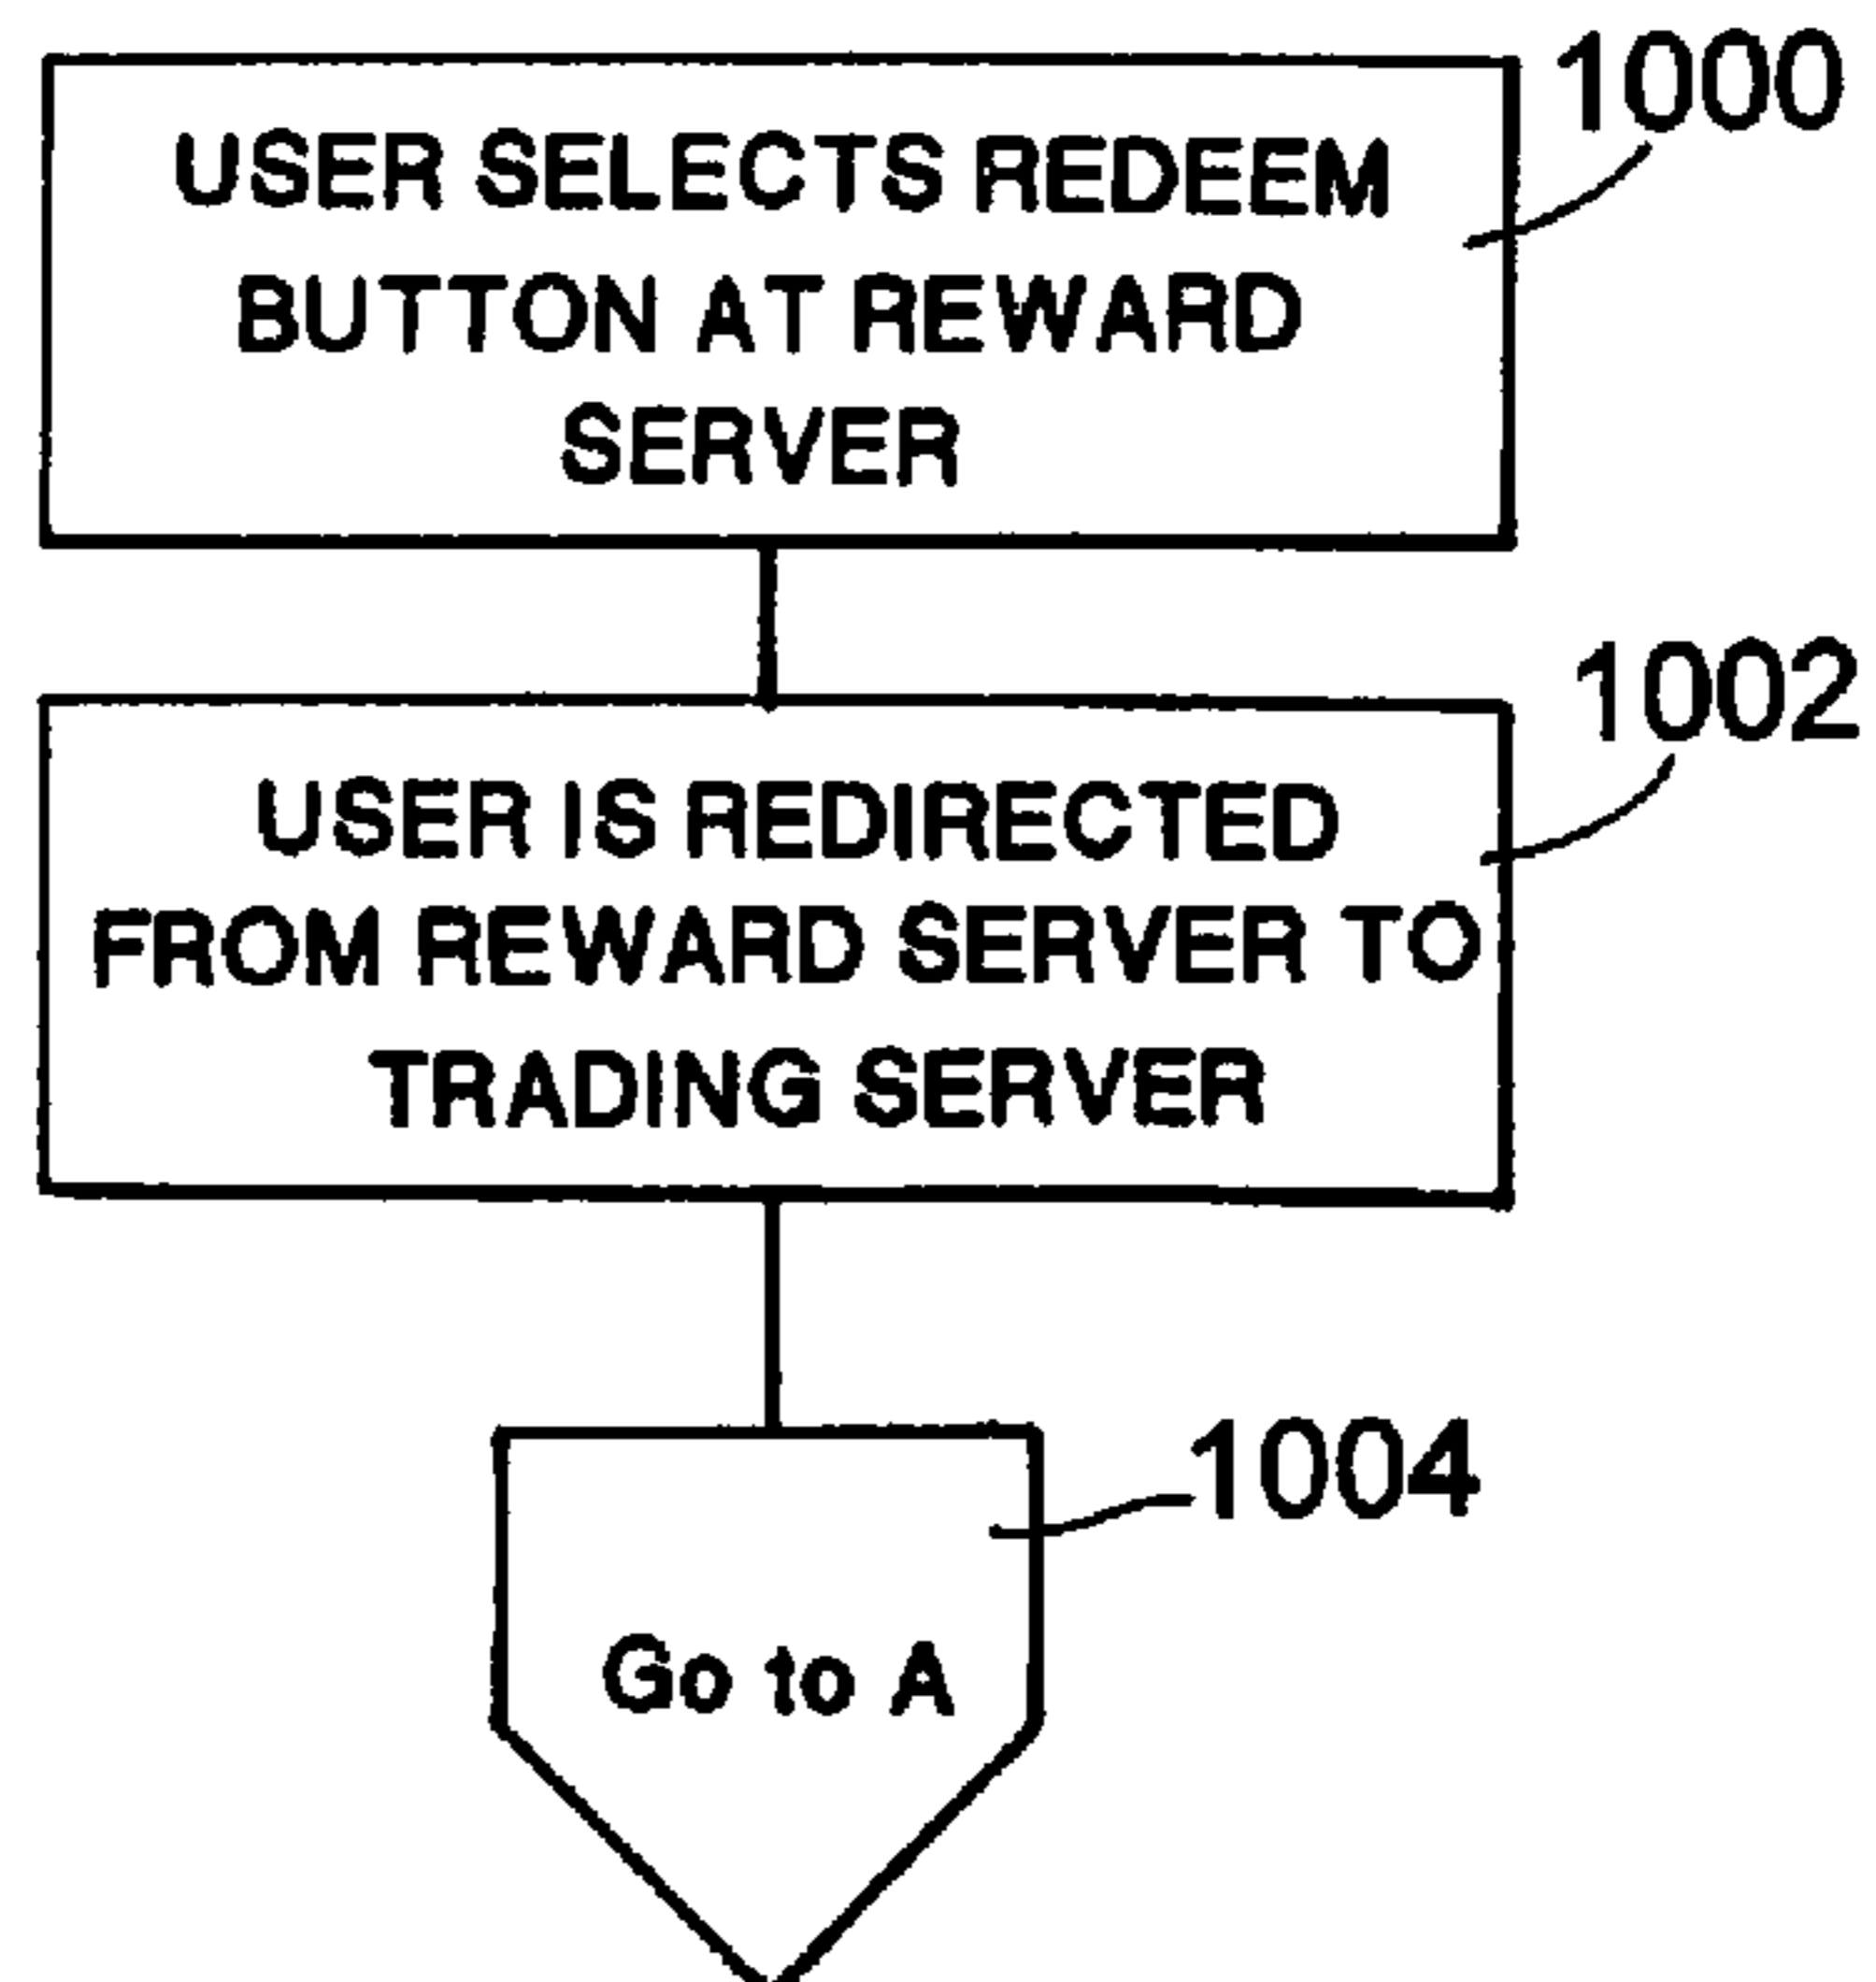 1000
USER SELECTS REDEEM
BUTTON AT REWARD
SERVER
1002
USER IS REDIRECTED
FROM REWARD SERVER TO
TRADING SERVER
1004
Go to A